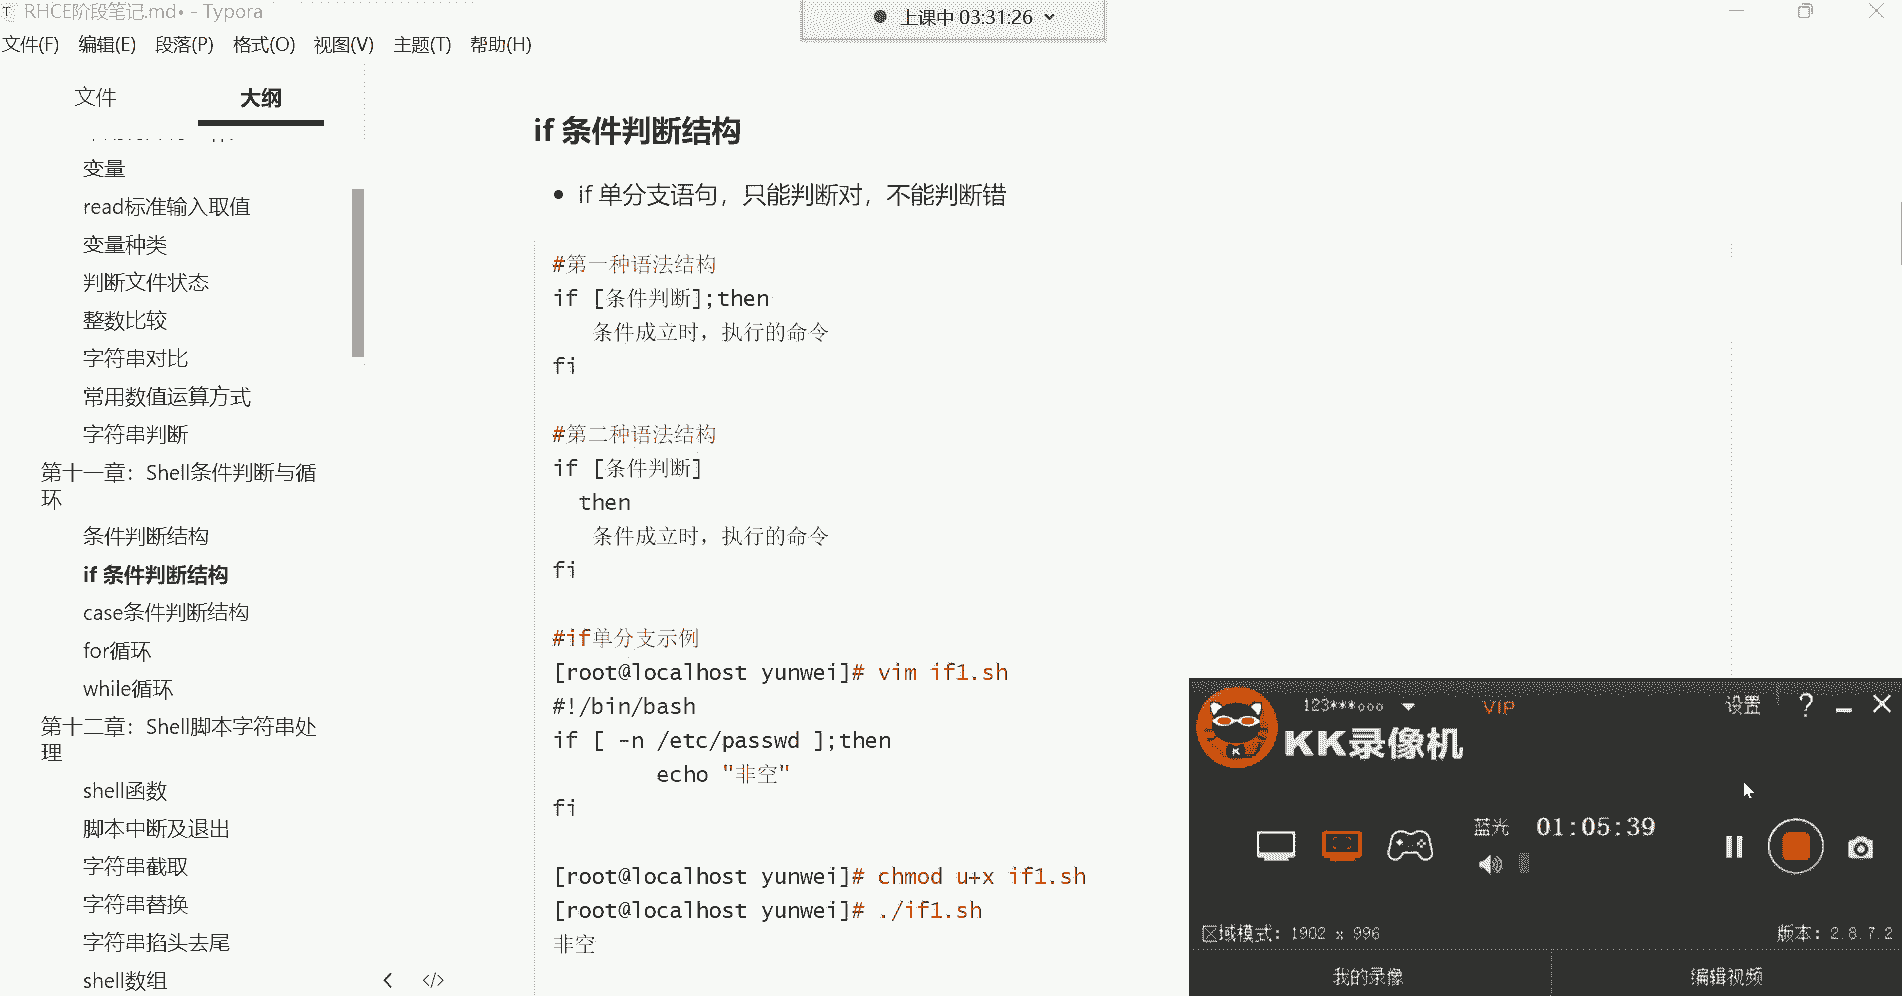 RHCE阶段笔记.md• - Typora
上课中 03:31:26
文件(F) 编辑(E) 段落(P) 格式(O) 视图(V) 主题(T) 帮助(H)
文件 大纲
变量
read标准输入取值
变量种类
判断文件状态
整数比较
字符串对比
常用数值运算方式
字符串判断
第十一章：Shell条件判断与循
环
条件判断结构
if 条件判断结构
case条件判断结构
for循环
while循环
第十二章：Shell脚本字符串处
理
shell函数
脚本中断及退出
字符串截取
字符串替换
字符串掐头去尾
shell数组
</>
if 条件判断结构
• if 单分支语句，只能判断对，不能判断错
#第一种语法结构
if [条件判断];then
条件成立时，执行的命令
fi
#第二种语法结构
if [条件判断]
then
条件成立时，执行的命令
fi
#if单分支示例
[root@localhost yunwei]# vim if1.sh
#!/bin/bash
if [ -n /etc/passwd ];then
echo "非空"
fi
[root@localhost yunwei]# chmod u+x if1.sh
[root@localhost yunwei]# ./if1.sh
非空
123***ooo VIP 设置 ?
KK录像机
蓝光 01:05:39
区域模式：1902 x 996 版本：2.8.7.2
我的录像 编辑视频